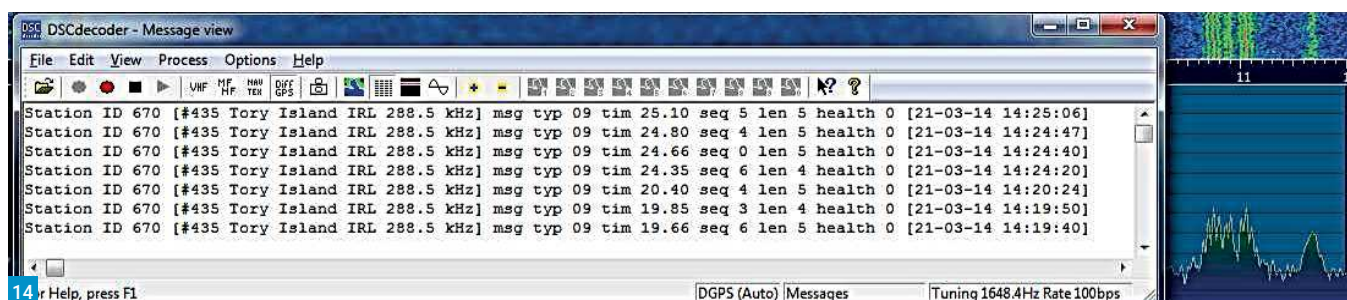 DSCdecoder - Message view
File Edit View Process Options Help
VHF MF HF NAV TEX Diff GPS
11
Station ID 670 [#435 Tory Island IRL 288.5 kHz] msg typ 09 tim 25.10 seq 5 len 5 health 0 [21-03-14 14:25:06]
Station ID 670 [#435 Tory Island IRL 288.5 kHz] msg typ 09 tim 24.80 seq 4 len 5 health 0 [21-03-14 14:24:47]
Station ID 670 [#435 Tory Island IRL 288.5 kHz] msg typ 09 tim 24.66 seq 0 len 5 health 0 [21-03-14 14:24:40]
Station ID 670 [#435 Tory Island IRL 288.5 kHz] msg typ 09 tim 24.35 seq 6 len 4 health 0 [21-03-14 14:24:20]
Station ID 670 [#435 Tory Island IRL 288.5 kHz] msg typ 09 tim 20.40 seq 4 len 5 health 0 [21-03-14 14:20:24]
Station ID 670 [#435 Tory Island IRL 288.5 kHz] msg typ 09 tim 19.85 seq 3 len 4 health 0 [21-03-14 14:19:50]
Station ID 670 [#435 Tory Island IRL 288.5 kHz] msg typ 09 tim 19.66 seq 6 len 5 health 0 [21-03-14 14:19:40]
14 or Help, press F1 DGPS (Auto) Messages Tuning 1648.4Hz Rate 100bps